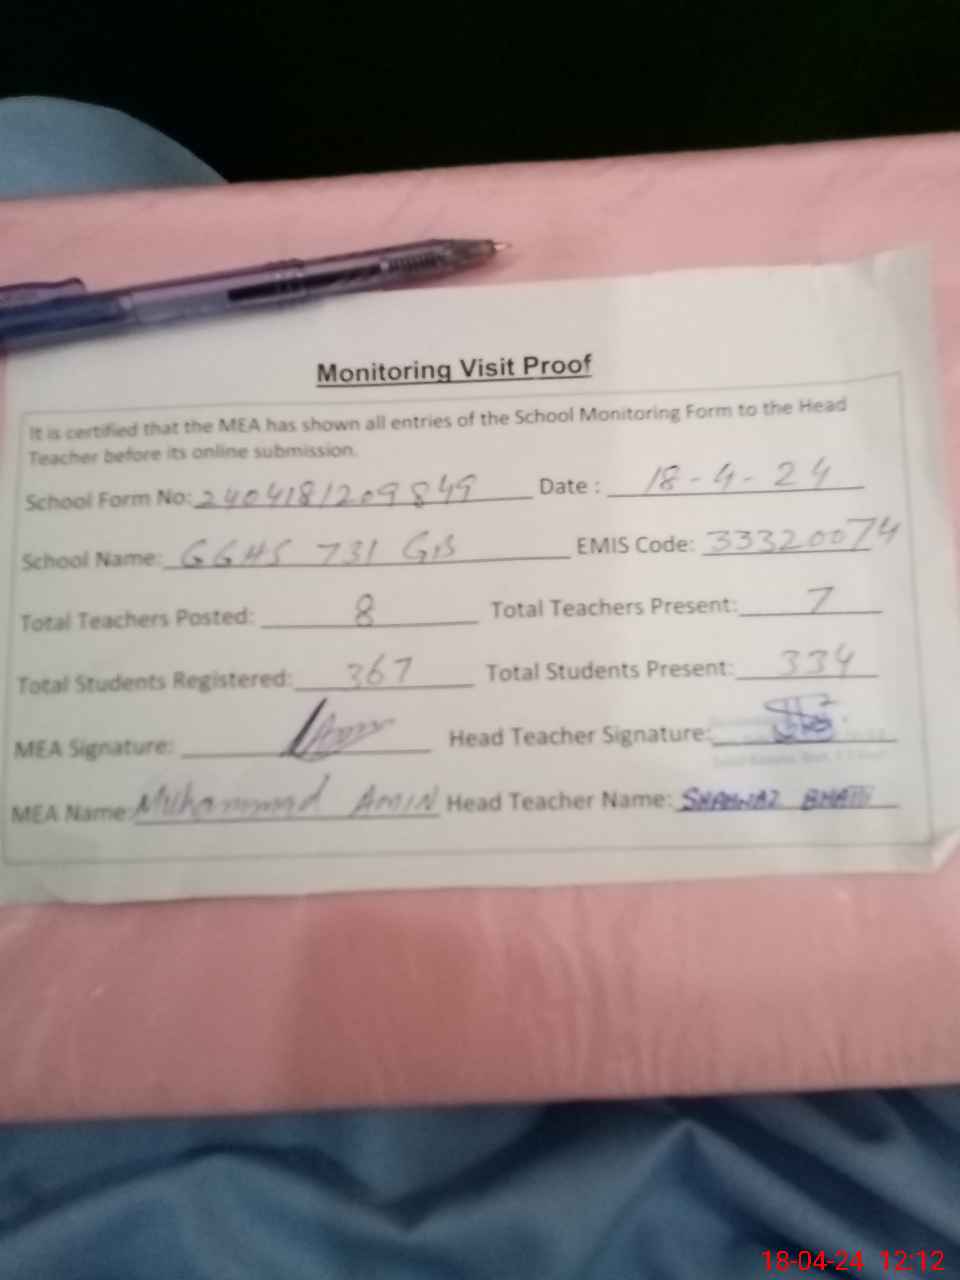 Monitoring Visit Proof
It is certified that the MEA has shown all entries of the School Monitoring Form to the Head
Teacher before its online submission.
School Form No: 2404181209849 Date : 18-4-24
School Name: GGHS 731 GB EMIS Code: 33320074
Total Teachers Posted: 8 Total Teachers Present: 7
Total Students Registered: 367 Total Students Present: 334
MEA Signature: Amin Head Teacher Signature:
MEA Name: Muhammad AMIN Head Teacher Name: SHAHNAZ BHATTI
18-04-24 12:12